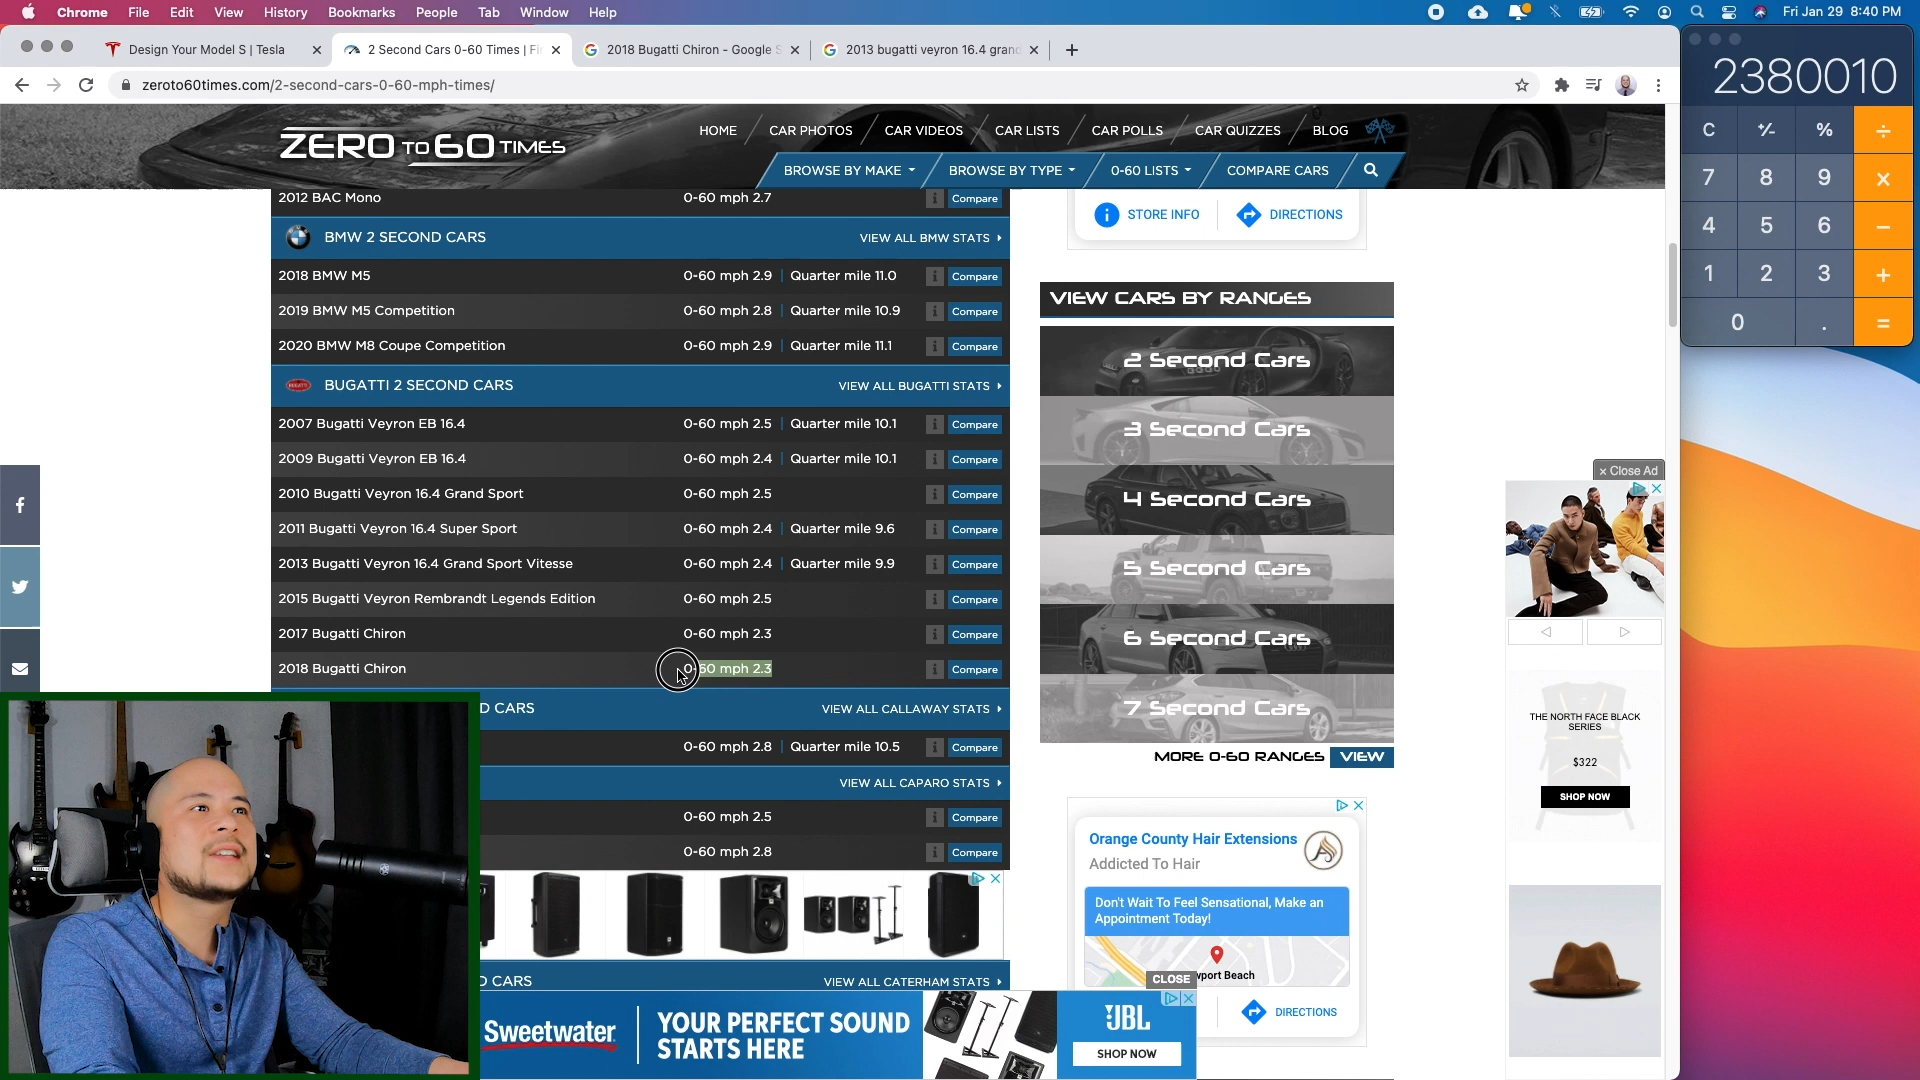 Chrome File Edit View History Bookmarks People Tab Window Help
Fri Jan 29 8:40 PM
Design Your Model S | Tesla
2 Second Cars 0-60 Times | Fi
2018 Bugatti Chiron - Google S
2013 bugatti veyron 16.4 gran
zeroto60times.com/2-second-cars-0-60-mph-times/
2380010
C +/- % ÷
7 8 9 ×
4 5 6 −
1 2 3 +
0 . =
ZERO TO 60 TIMES
HOME CAR PHOTOS CAR VIDEOS CAR LISTS CAR POLLS CAR QUIZZES BLOG
BROWSE BY MAKE BROWSE BY TYPE 0-60 LISTS COMPARE CARS
2012 BAC Mono 0-60 mph 2.7 i Compare
BMW 2 SECOND CARS VIEW ALL BMW STATS
2018 BMW M5 0-60 mph 2.9 | Quarter mile 11.0 i Compare
2019 BMW M5 Competition 0-60 mph 2.8 | Quarter mile 10.9 i Compare
2020 BMW M8 Coupe Competition 0-60 mph 2.9 | Quarter mile 11.1 i Compare
BUGATTI 2 SECOND CARS VIEW ALL BUGATTI STATS
2007 Bugatti Veyron EB 16.4 0-60 mph 2.5 | Quarter mile 10.1 i Compare
2009 Bugatti Veyron EB 16.4 0-60 mph 2.4 | Quarter mile 10.1 i Compare
2010 Bugatti Veyron 16.4 Grand Sport 0-60 mph 2.5 i Compare
2011 Bugatti Veyron 16.4 Super Sport 0-60 mph 2.4 | Quarter mile 9.6 i Compare
2013 Bugatti Veyron 16.4 Grand Sport Vitesse 0-60 mph 2.4 | Quarter mile 9.9 i Compare
2015 Bugatti Veyron Rembrandt Legends Edition 0-60 mph 2.5 i Compare
2017 Bugatti Chiron 0-60 mph 2.3 i Compare
2018 Bugatti Chiron 0-60 mph 2.3 i Compare
D CARS VIEW ALL CALLAWAY STATS
0-60 mph 2.8 | Quarter mile 10.5 i Compare
VIEW ALL CAPARO STATS
0-60 mph 2.5 i Compare
0-60 mph 2.8 i Compare
D CARS VIEW ALL CATERHAM STATS
STORE INFO DIRECTIONS
VIEW CARS BY RANGES
2 Second Cars
3 Second Cars
4 Second Cars
5 Second Cars
6 Second Cars
7 Second Cars
MORE 0-60 RANGES VIEW
Orange County Hair Extensions
Addicted To Hair
Don't Wait To Feel Sensational, Make an
Appointment Today!
wport Beach
CLOSE
DIRECTIONS
× Close Ad
THE NORTH FACE BLACK
SERIES
$322
SHOP NOW
Sweetwater
YOUR PERFECT SOUND
STARTS HERE
JBL
SHOP NOW